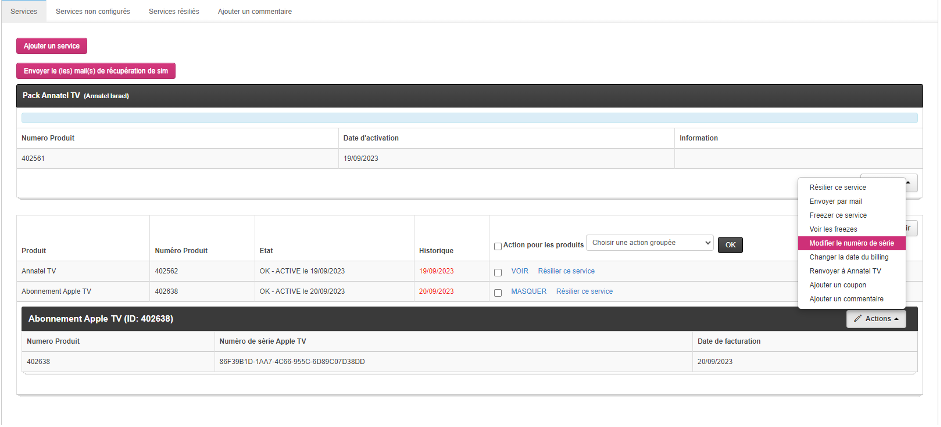 Services Services non configurés Services résiliés Ajouter un commentaire
Ajouter un service
Envoyer le (les) mail(s) de récupération de sim
Pack Annatel TV (Annatel Israel)
Numero Produit Date d'activation Information
402561 19/09/2023
Résilier ce service
Envoyer par mail
Freezer ce service
Voir les freezes
Modifier le numéro de série
Changer la date du billing
Renvoyer à Annatel TV
Ajouter un coupon
Ajouter un commentaire
Produit Numéro Produit Etat Historique Action pour les produits Choisir une action groupée OK
Annatel TV 402562 OK - ACTIVE le 19/09/2023 19/09/2023 VOIR Résilier ce service
Abonnement Apple TV 402638 OK - ACTIVE le 20/09/2023 20/09/2023 MASQUER Résilier ce service
Abonnement Apple TV (ID: 402638) Actions
Numero Produit Numéro de série Apple TV Date de facturation
402638 86F39B1D-1AA7-4C66-955C-6D89C07D38DD 20/09/2023